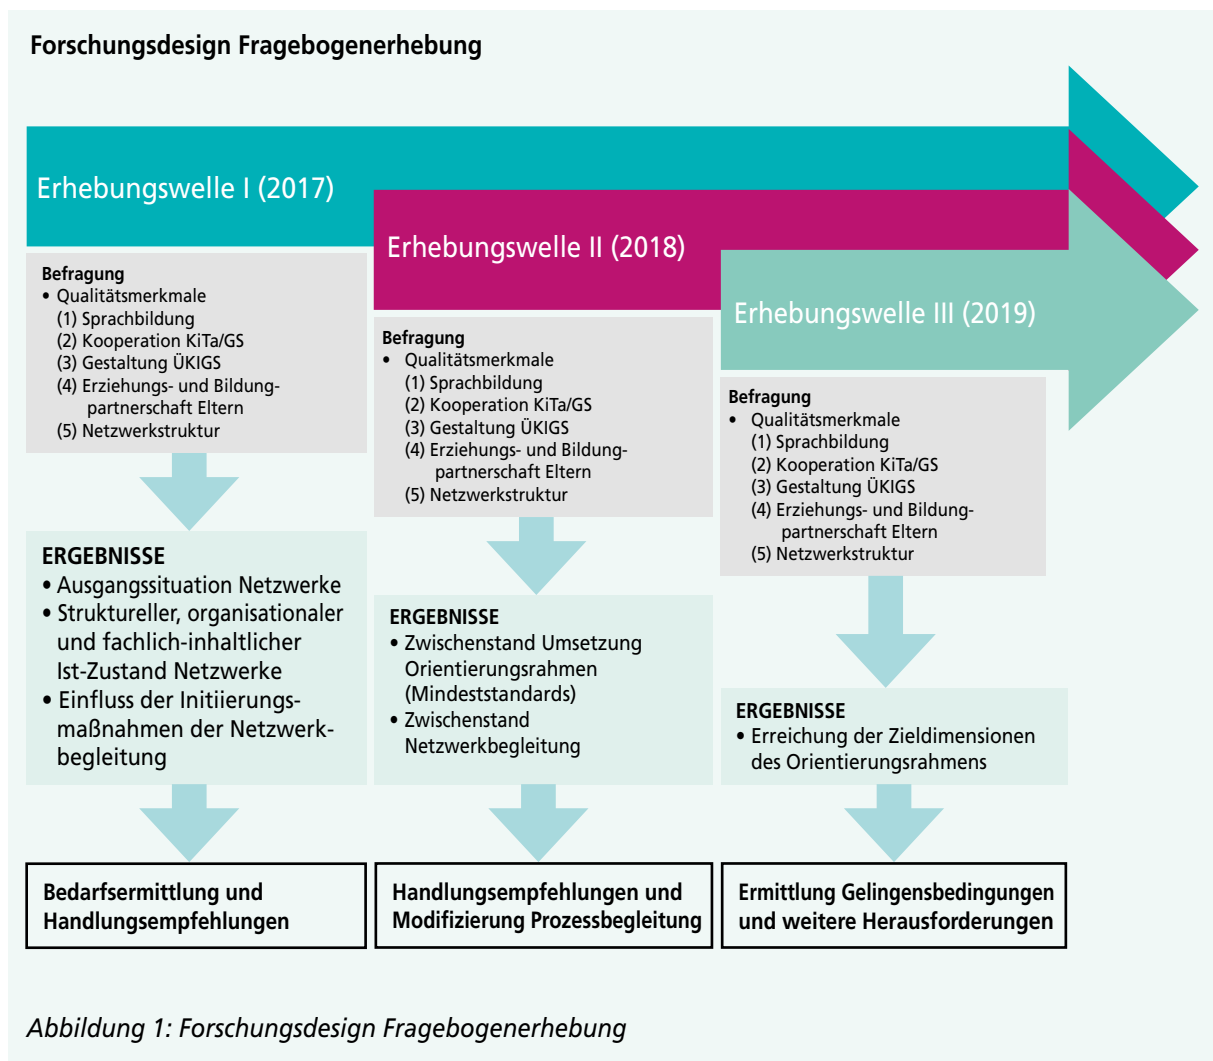 Forschungsdesign Fragebogenerhebung
Erhebungswelle I (2017)
Befragung
• Qualitätsmerkmale
(1) Sprachbildung
(2) Kooperation KiTa/GS
(3) Gestaltung ÜKIGS
(4) Erziehungs- und Bildung-
partnerschaft Eltern
(5) Netzwerkstruktur
ERGEBNISSE
• Ausgangssituation Netzwerke
• Struktureller, organisationaler
und fachlich-inhaltlicher
Ist-Zustand Netzwerke
• Einfluss der Initiierungs-
maßnahmen der Netzwerk-
begleitung
Bedarfsermittlung und
Handlungsempfehlungen
Erhebungswelle II (2018)
Befragung
• Qualitätsmerkmale
(1) Sprachbildung
(2) Kooperation KiTa/GS
(3) Gestaltung ÜKIGS
(4) Erziehungs- und Bildung-
partnerschaft Eltern
(5) Netzwerkstruktur
ERGEBNISSE
• Zwischenstand Umsetzung
Orientierungsrahmen
(Mindeststandards)
• Zwischenstand
Netzwerkbegleitung
Handlungsempfehlungen und
Modifizierung Prozessbegleitung
Erhebungswelle III (2019)
Befragung
• Qualitätsmerkmale
(1) Sprachbildung
(2) Kooperation KiTa/GS
(3) Gestaltung ÜKIGS
(4) Erziehungs- und Bildung-
partnerschaft Eltern
(5) Netzwerkstruktur
ERGEBNISSE
• Erreichung der Zieldimensionen
des Orientierungsrahmens
Ermittlung Gelingensbedingungen
und weitere Herausforderungen
Abbildung 1: Forschungsdesign Fragebogenerhebung